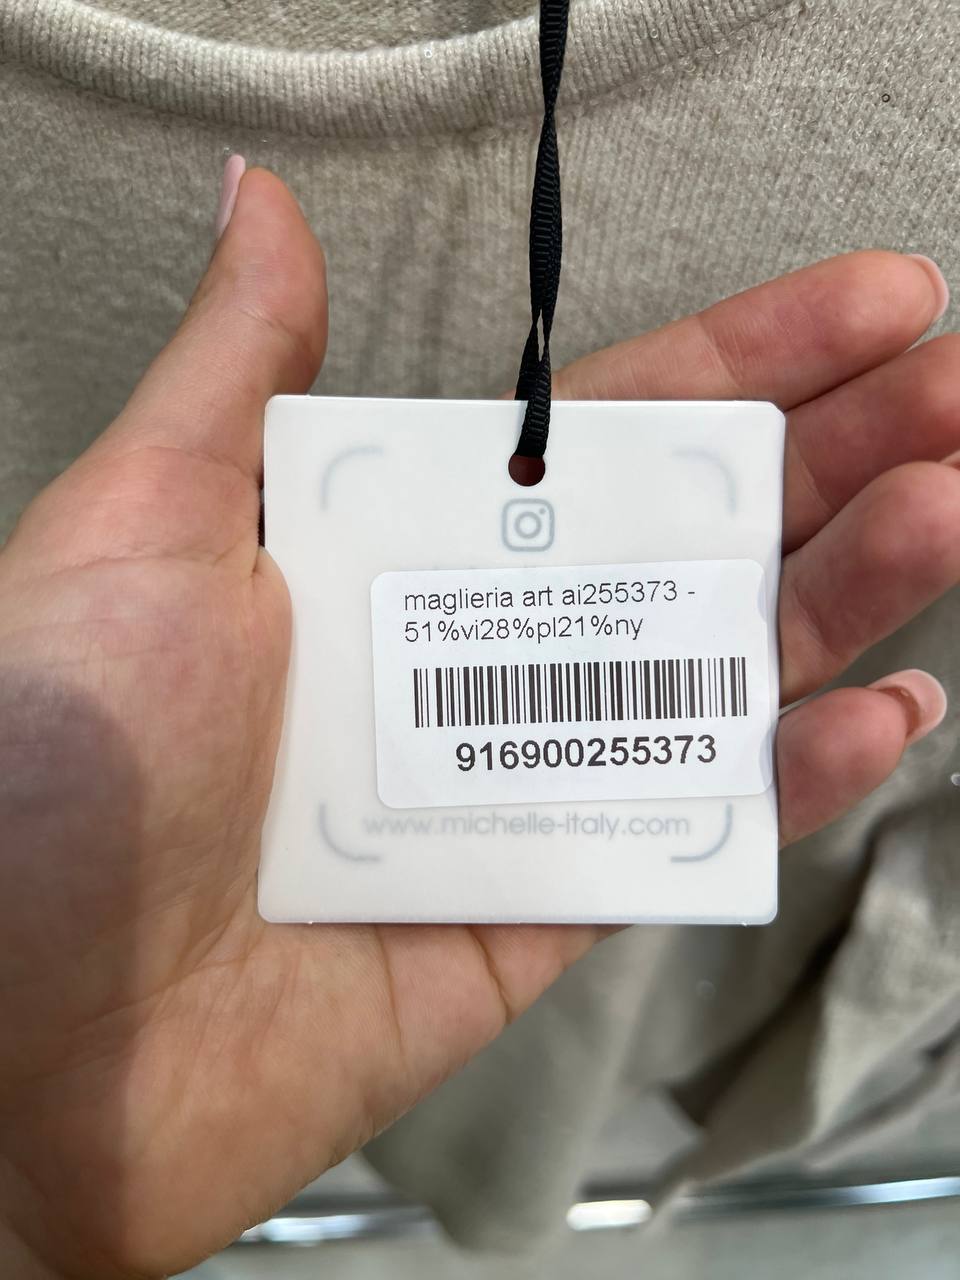 maglieria art ai255373 -
51%vi28%pl21%ny
916900255373
www.michelle-italy.com